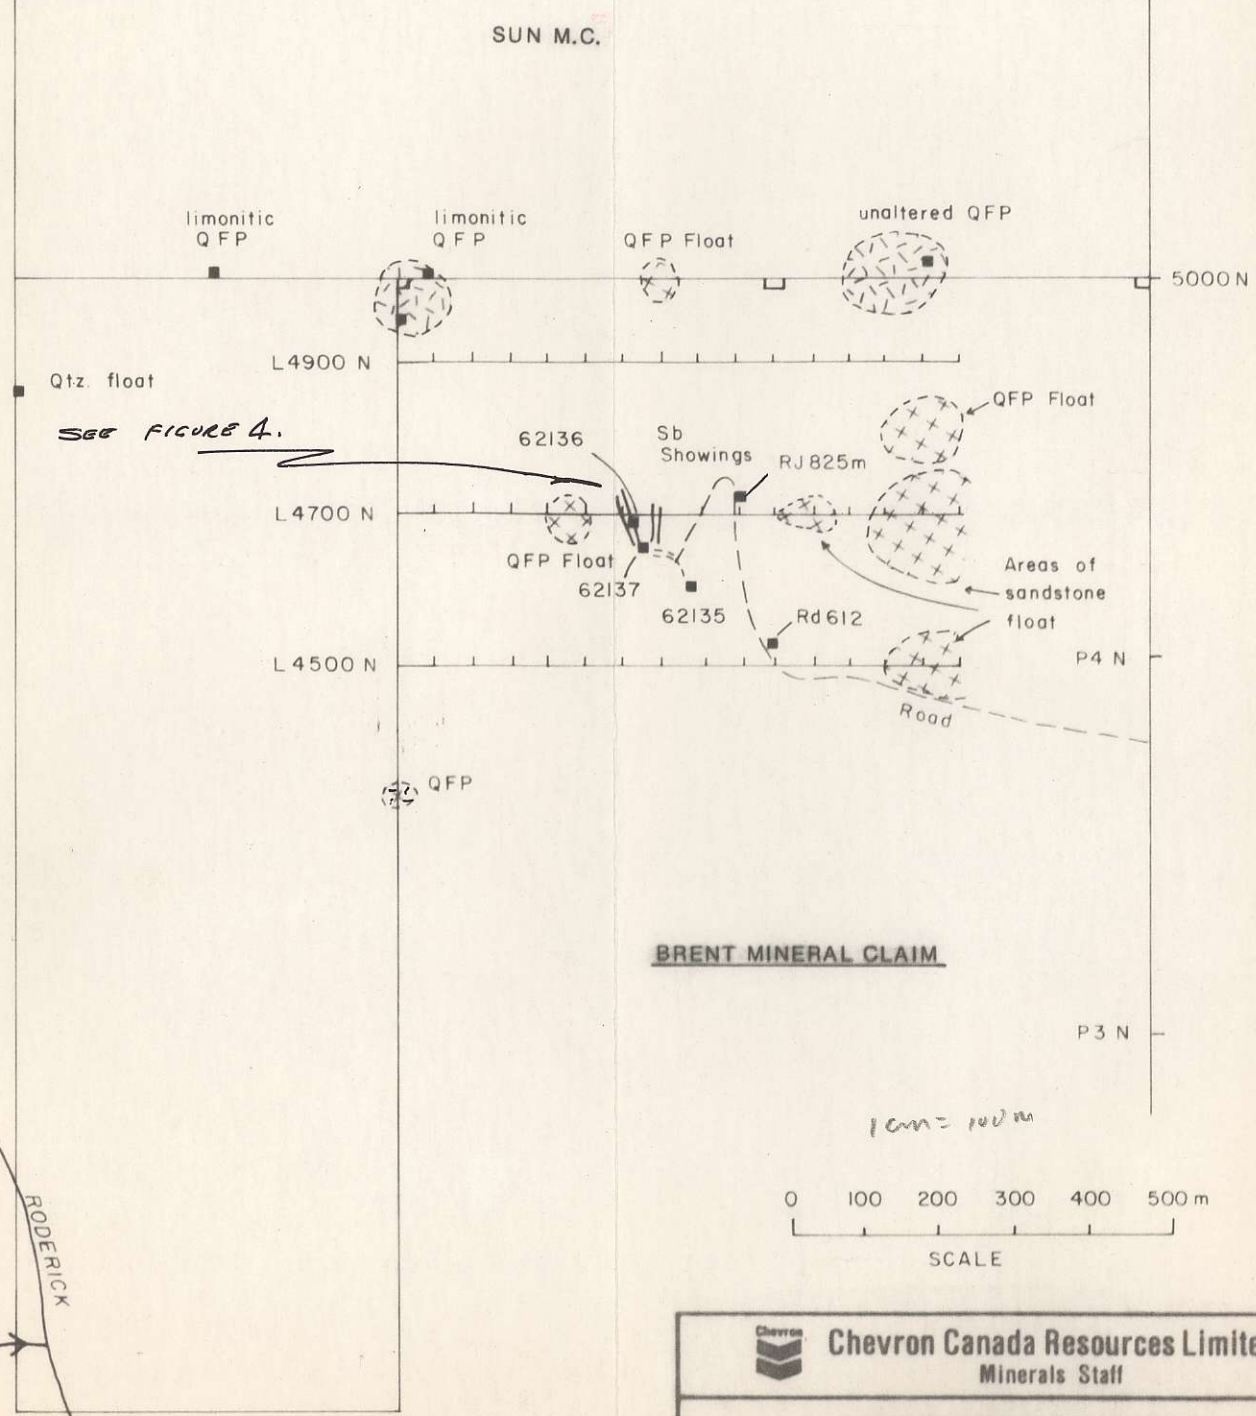 SUN M.C.
limonitic
QFP
limonitic
QFP
QFP Float
unaltered QFP
5000 N
L4900 N
Qtz. float
SEE FIGURE 4.
QFP Float
62136
Sb
Showings
RJ 825m
L4700 N
QFP Float
62137
62135
Areas of
sandstone
float
Rd 612
L4500 N
P4 N
Road
QFP
BRENT MINERAL CLAIM
P3 N
1 cm = 100 m
0 100 200 300 400 500 m
SCALE
RODERICK
Chevron
Chevron Canada Resources Limite
Minerals Staff